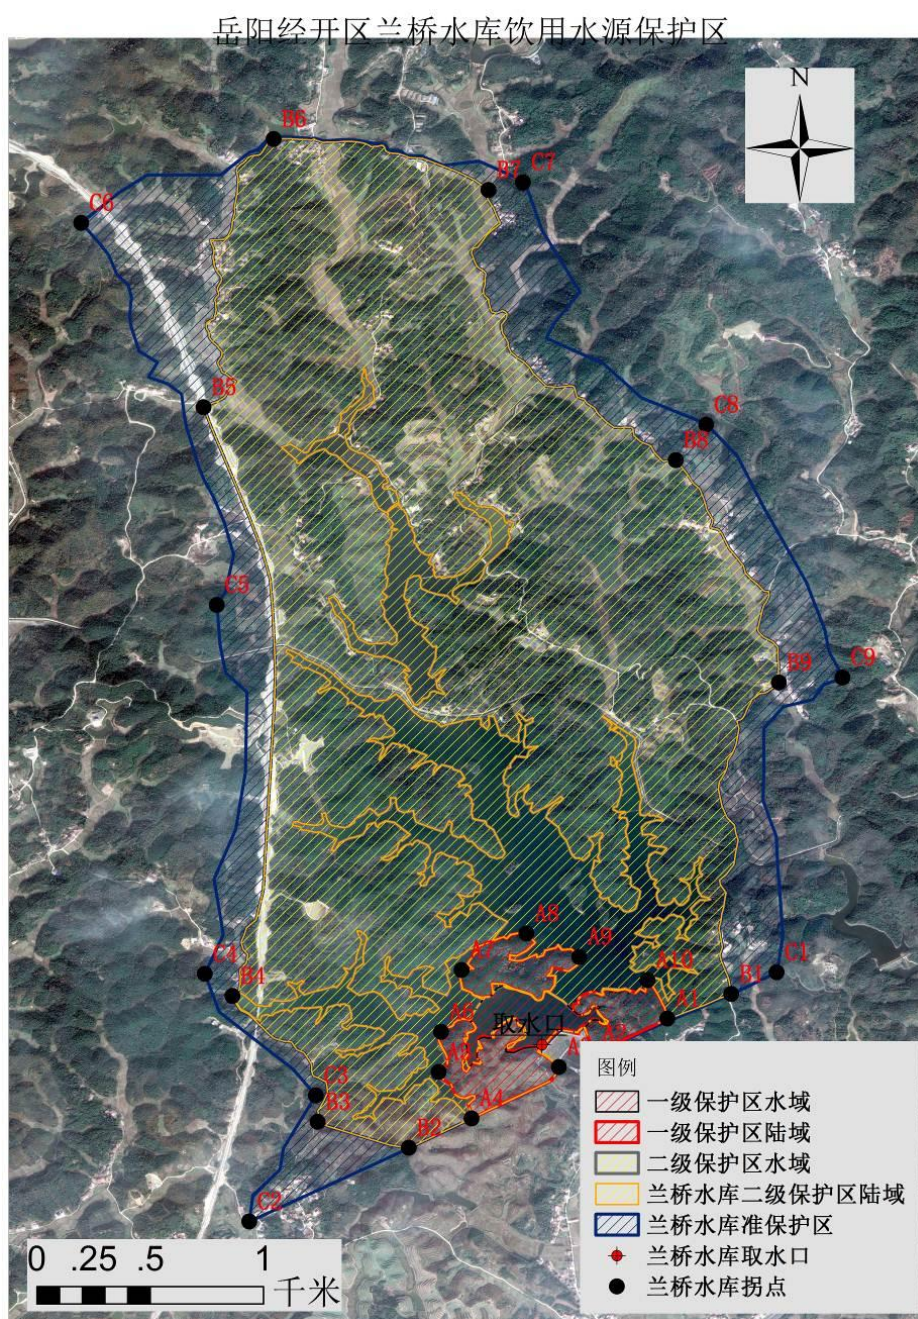 岳阳经开区兰桥水库饮用水源保护区
N
B6
B7
C7
C6
B5
C8
B8
C5
B9
C9
A8
A9
A7
A10
C4
B4
C1
B1
A1
A6
取水口
A2
A3
A5
C3
B3
A4
B2
C2
图例
一级保护区水域
一级保护区陆域
二级保护区水域
兰桥水库二级保护区陆域
兰桥水库准保护区
兰桥水库取水口
兰桥水库拐点
0 .25 .5 1
千米